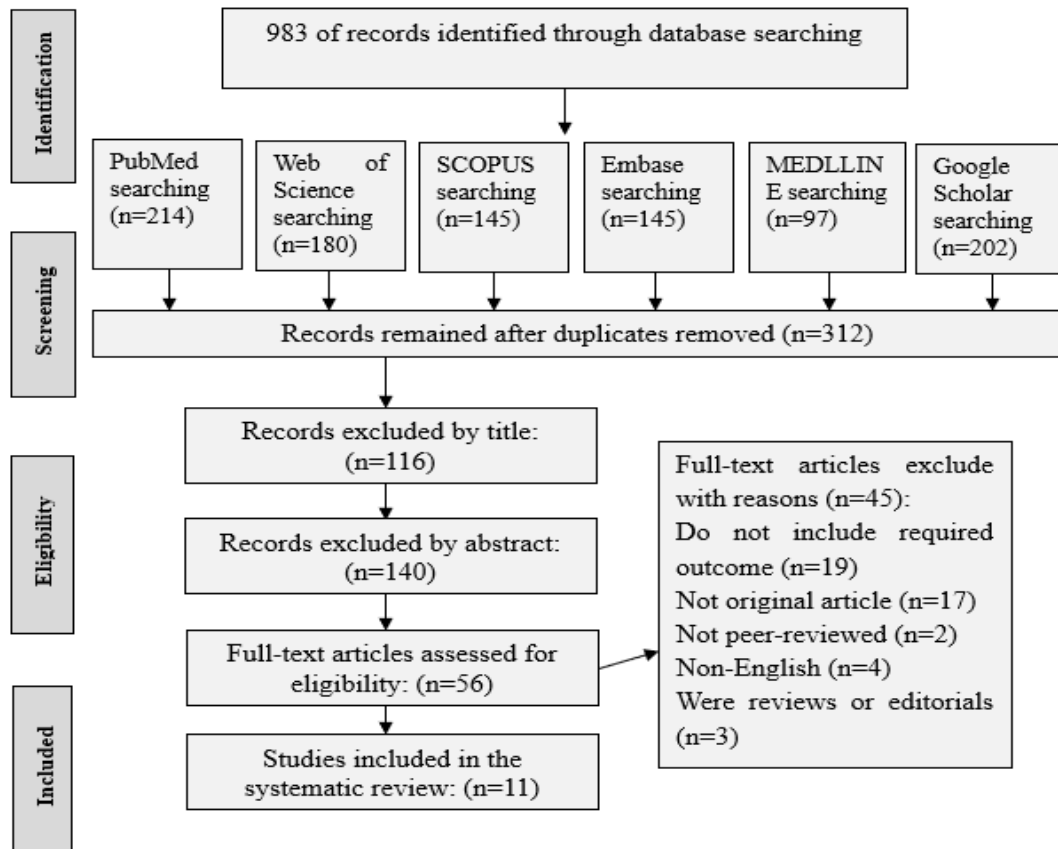 Identification
983 of records identified through database searching
PubMed
searching
(n=214)
Web of
Science
searching
(n=180)
SCOPUS
searching
(n=145)
Embase
searching
(n=145)
MEDLLIN
E searching
(n=97)
Google
Scholar
searching
(n=202)
Screening
Records remained after duplicates removed (n=312)
Records excluded by title:
(n=116)
Eligibility
Records excluded by abstract:
(n=140)
Full-text articles assessed for
eligibility: (n=56)
Full-text articles exclude
with reasons (n=45):
Do not include required
outcome (n=19)
Not original article (n=17)
Not peer-reviewed (n=2)
Non-English (n=4)
Were reviews or editorials
(n=3)
Included
Studies included in the
systematic review: (n=11)